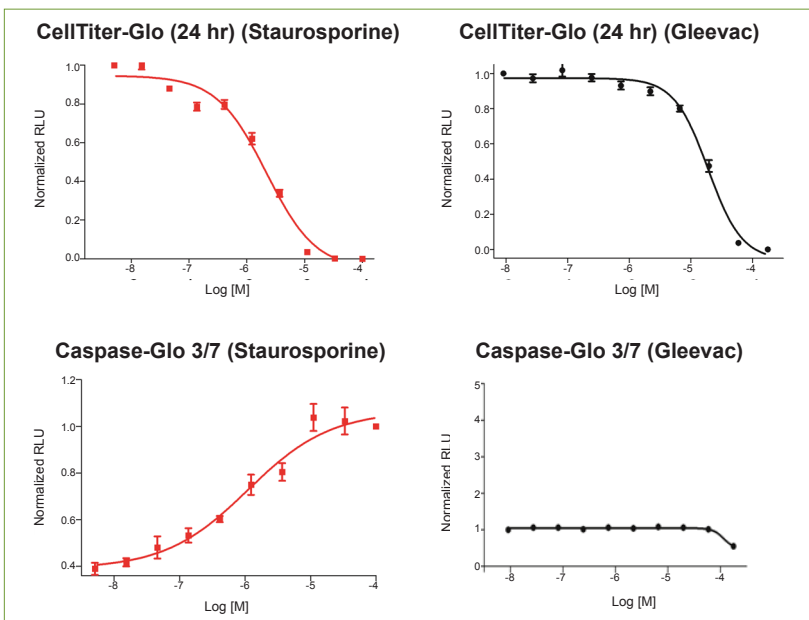 CellTiter-Glo (24 hr) (Staurosporine)
Normalized RLU
1.0
0.8
0.6
0.4
0.2
0.0
-8 -7 -6 -5 -4
Log [M]
CellTiter-Glo (24 hr) (Gleevac)
Normalized RLU
1.0
0.8
0.6
0.4
0.2
0.0
-8 -7 -6 -5 -4
Log [M]
Caspase-Glo 3/7 (Staurosporine)
Normalized RLU
1.2
1.0
0.8
0.6
0.4
-8 -7 -6 -5 -4
Log [M]
Caspase-Glo 3/7 (Gleevac)
Normalized RLU
5
4
3
2
1
0
-8 -7 -6 -5 -4
Log [M]